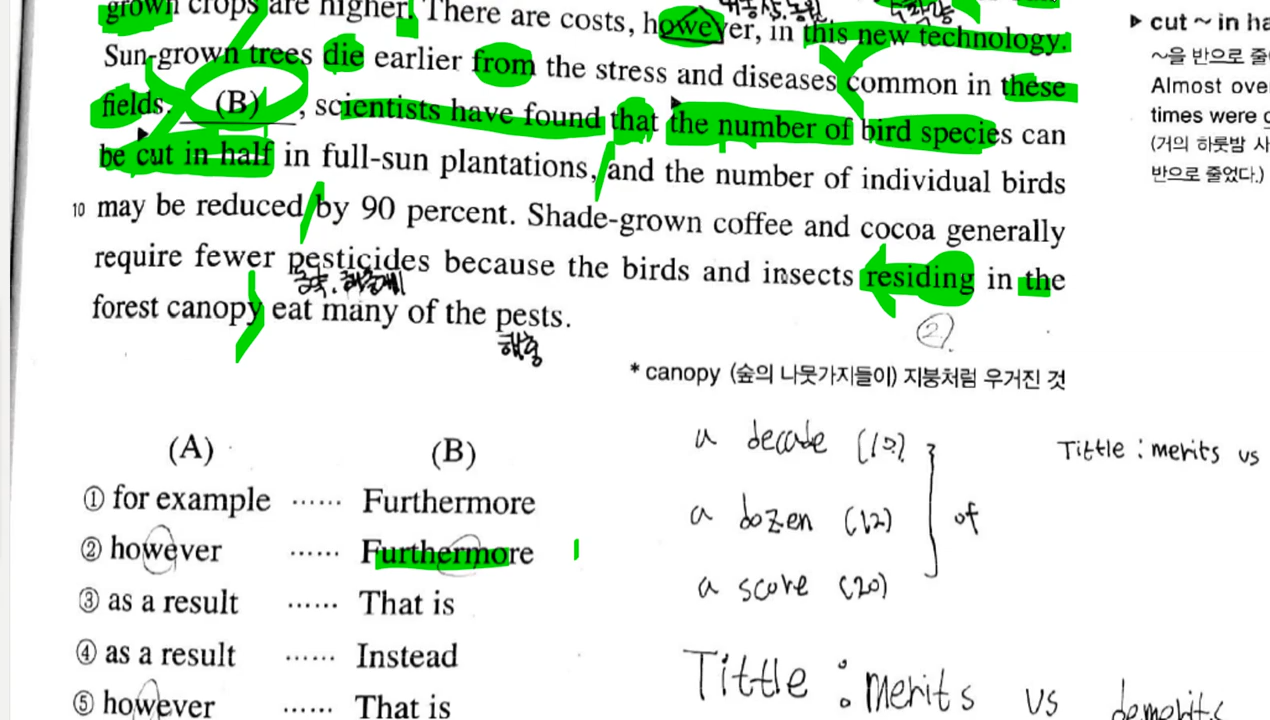 grown crops are higher. There are costs, however, in this new technology.
Sun-grown trees die earlier from the stress and diseases common in these
fields. (B) , scientists have found that the number of bird species can
be cut in half in full-sun plantations, and the number of individual birds
10 may be reduced by 90 percent. Shade-grown coffee and cocoa generally
require fewer pesticides because the birds and insects residing in the
forest canopy eat many of the pests.
해충
②
* canopy (숲의 나뭇가지들이) 지붕처럼 우거진 것
▶ cut ~ in ha
~을 반으로 줄
Almost ove
times were
(거의 하룻밤 사
반으로 줄었다.)
(A) (B)
① for example ...... Furthermore
② however ...... Furthermore
③ as a result ...... That is
④ as a result ...... Instead
⑤ however ...... That is
a decade (10)
a dozen (12)
a score (20)
of
Tittle : merits vs
Tittle : merits vs demerits